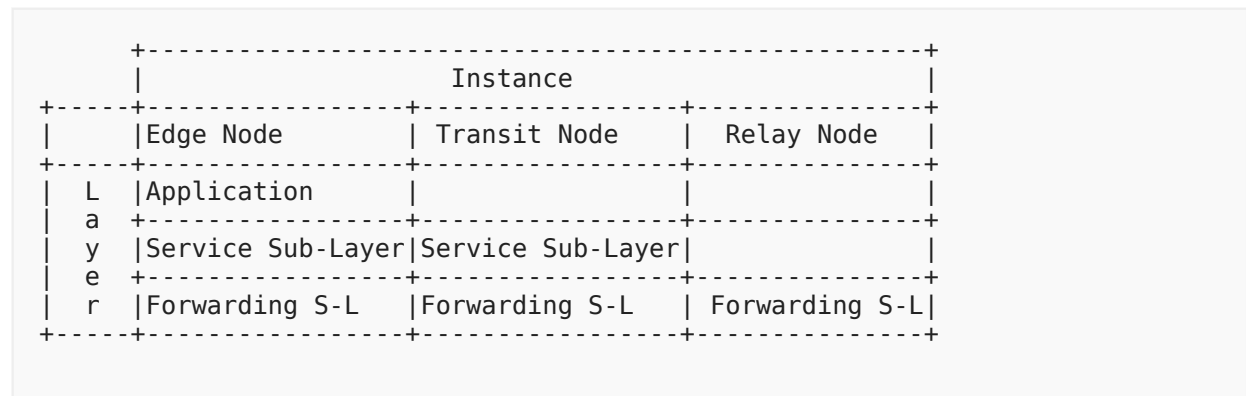 +---------------------------------------------------+
      |                    Instance                       |
+-----+-----------------+-----------------+---------------+
|     |Edge Node        | Transit Node    |  Relay Node   |
+-----+-----------------+-----------------+---------------+
|  L  |Application      |                 |               |
|  a  +-----------------+-----------------+---------------+
|  y  |Service Sub-Layer|Service Sub-Layer|               |
|  e  +-----------------+-----------------+---------------+
|  r  |Forwarding S-L   |Forwarding S-L   | Forwarding S-L|
+-----+-----------------+-----------------+---------------+